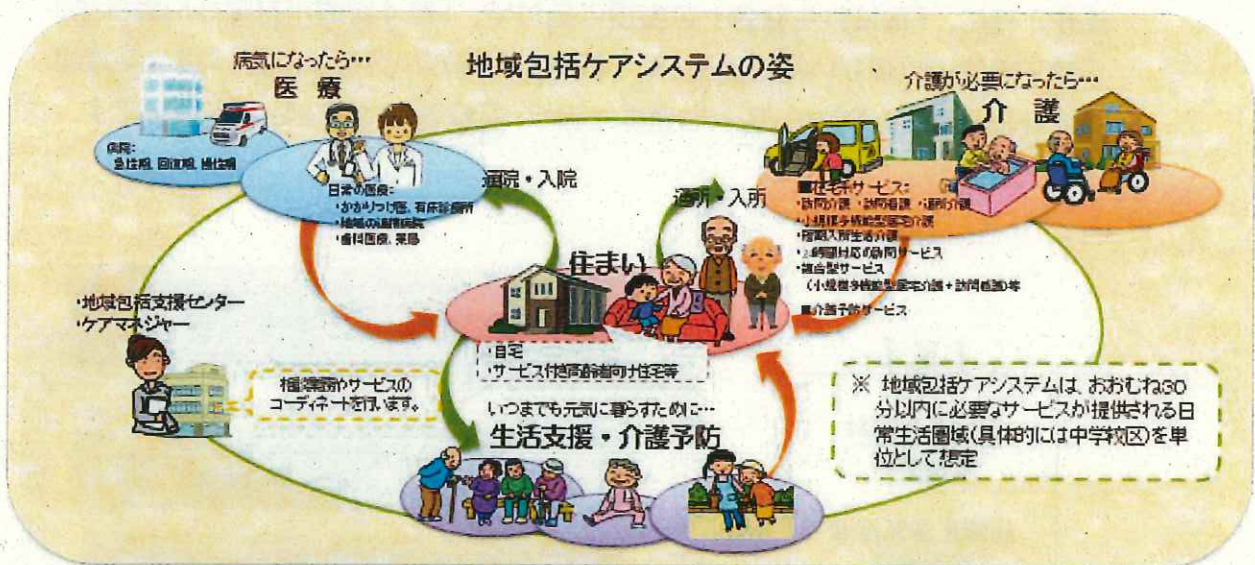 地域包括ケアシステムの姿
病気になったら…
医療
病院:
急性期、回復期、慢性期
日常の医療:
・かかりつけ医、有床診療所
・地域の連携病院
・歯科医療、薬局
通院・入院
通所・入所
介護が必要になったら…
介護
■在宅系サービス:
・訪問介護・訪問看護・通所介護
・小規模多機能型居宅介護
・短期入所生活介護
・24時間対応の訪問サービス
・複合型サービス
(小規模多機能型居宅介護+訪問看護)等
■介護予防サービス
住まい
・自宅
・サービス付き高齢者向け住宅等
・地域包括支援センター
・ケアマネジャー
相談業務やサービスの
コーディネートを行います。
いつまでも元気に暮らすために…
生活支援・介護予防
※ 地域包括ケアシステムは、おおむね30
分以内に必要なサービスが提供される日
常生活圏域(具体的には中学校区)を単
位として想定